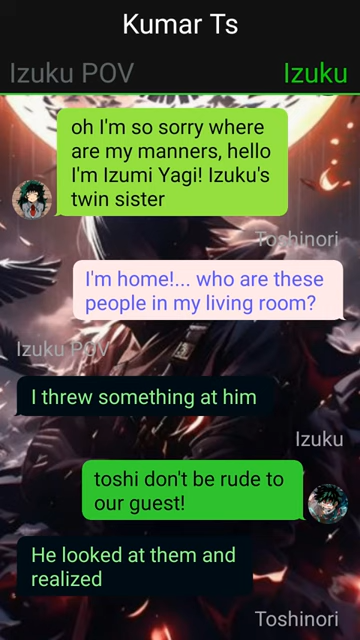 Kumar Ts
Izuku POV
Izuku
oh I'm so sorry where
are my manners, hello
I'm Izumi Yagi! Izuku's
twin sister
Toshinori
I'm home!... who are these
people in my living room?
Izuku POV
I threw something at him
Izuku
toshi don't be rude to
our guest!
He looked at them and
realized
Toshinori